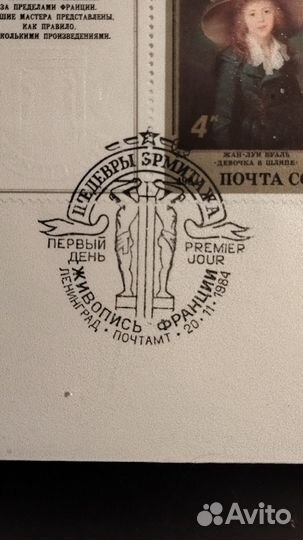 ЗА ПРЕДЕЛАМИ ФРАНЦИИ.
ШИЕ МАСТЕРА ПРЕДСТАВЛЕНЫ,
КАК ПРАВИЛО,
КОЛЬКИМИ ПРОИЗВЕДЕНИЯМИ.
4К
ЖАН-ЛУИ ВУАЛЬ
«ДЕВОЧКА В ШЛЯПЕ»
ПОЧТА СС
ШЕДЕВРЫ ЭРМИТАЖА
ПЕРВЫЙ ДЕНЬ
PREMIER JOUR
ЖИВОПИСЬ ФРАНЦИИ
ЛЕНИНГРАД · ПОЧТАМТ · 20·11·1984
Avito